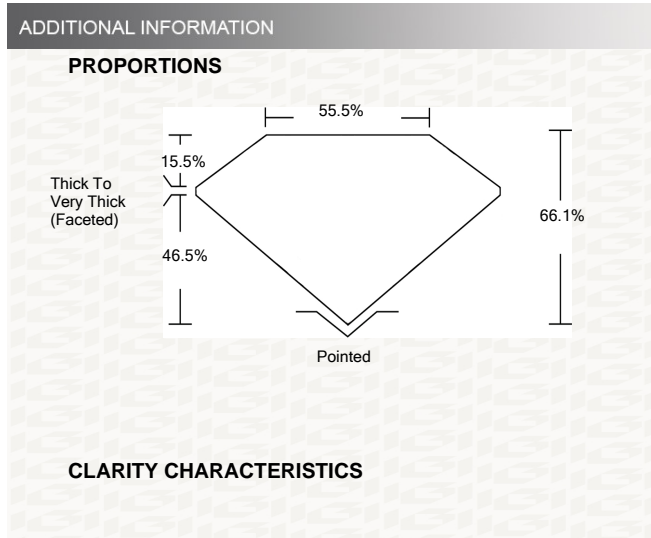 ADDITIONAL INFORMATION
PROPORTIONS
55.5%
15.5%
Thick To
Very Thick
(Faceted)
66.1%
46.5%
Pointed
CLARITY CHARACTERISTICS